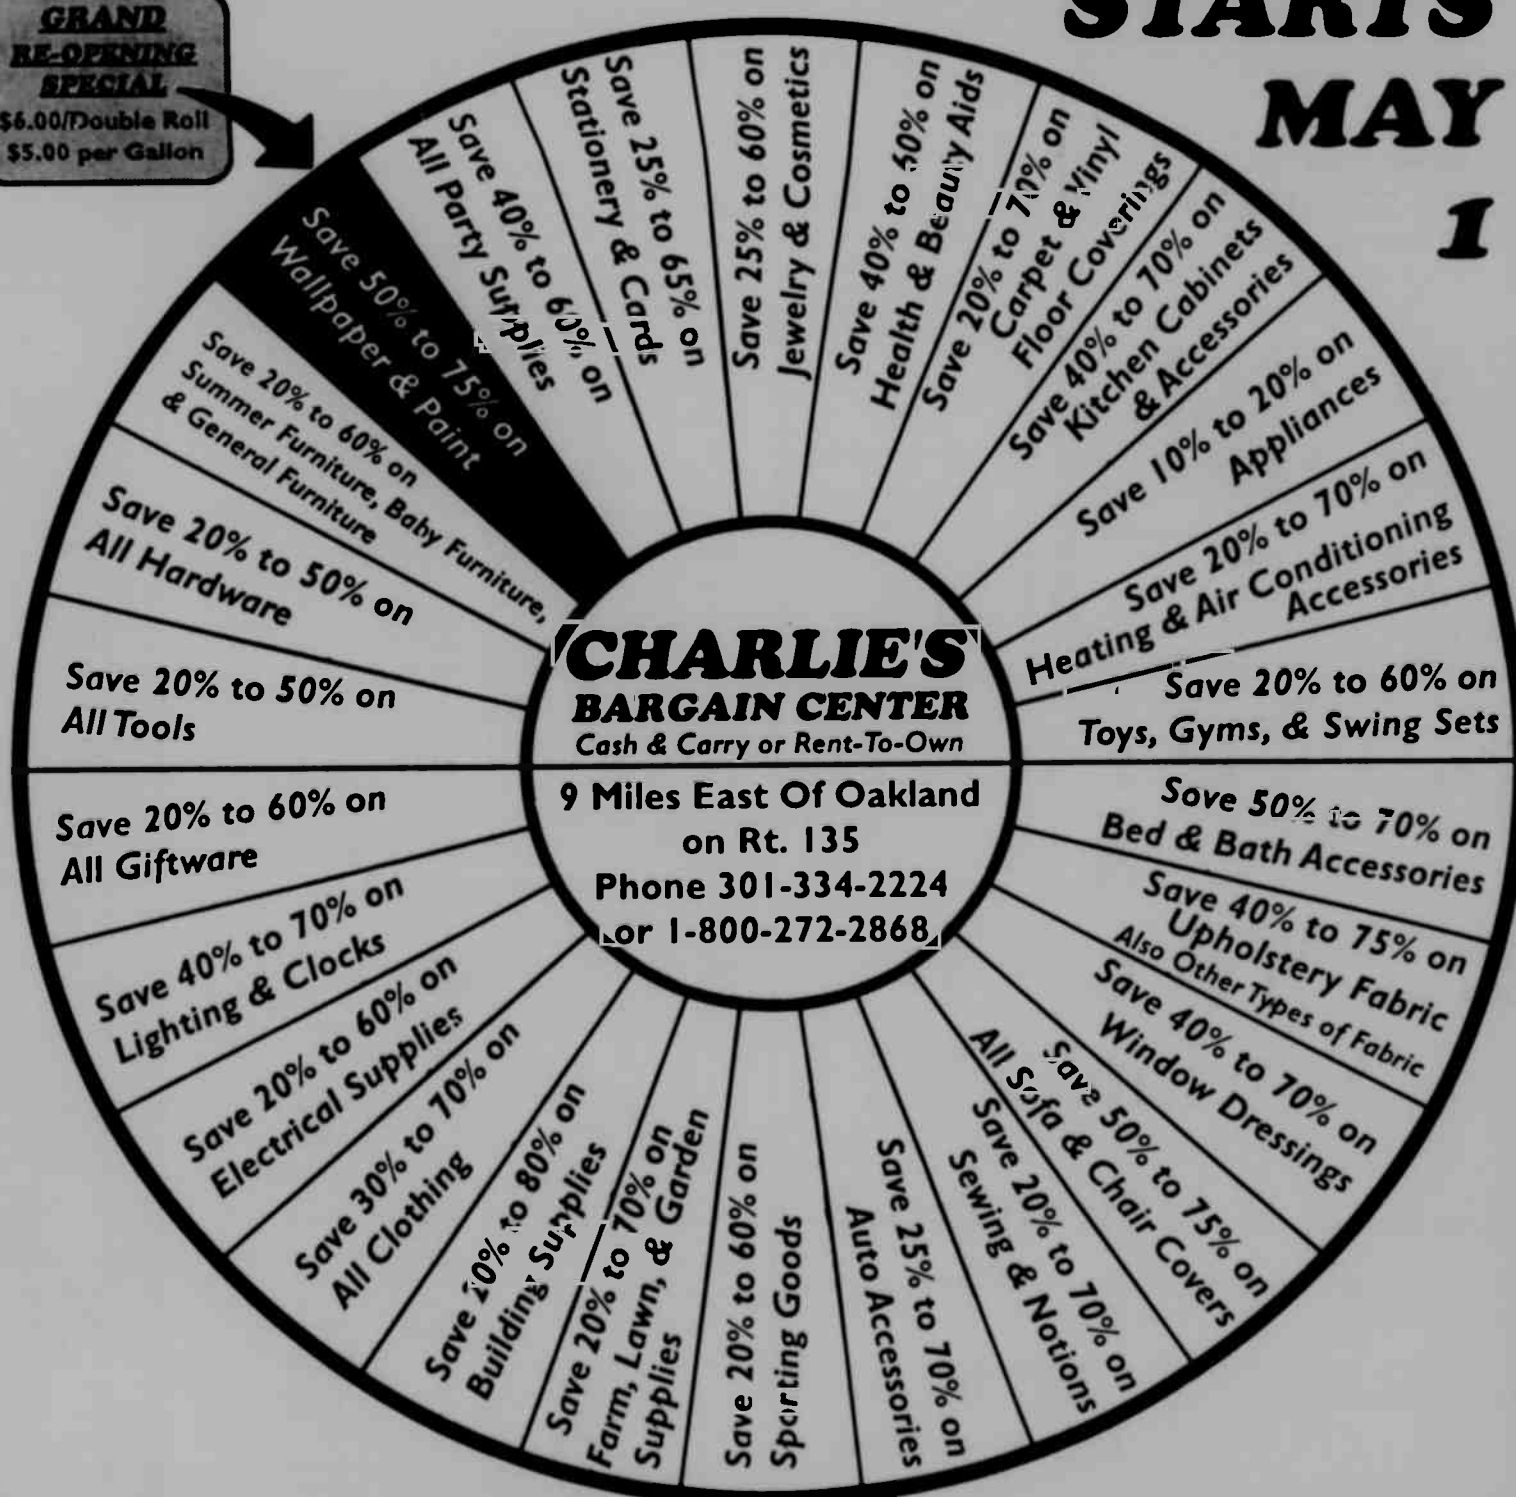 GRAND
RE-OPENING
SPECIAL
$6.00/Double Roll
$5.00 per Gallon
STARTS
MAY
1
Save 50% to 75% on
Wallpaper & Paint
Save 40% to 60% on
All Party Supplies
Save 25% to 65% on
Stationery & Cards
Save 25% to 60% on
Jewelry & Cosmetics
Save 40% to 60% on
Health & Beauty Aids
Save 20% to 70% on
Carpet & Vinyl
Floor Coverings
Save 40% to 70% on
Kitchen Cabinets
& Accessories
Save 10% to 20% on
Appliances
Save 20% to 70% on
Heating & Air Conditioning
Accessories
Save 20% to 60% on
Toys, Gyms, & Swing Sets
Save 50% to 70% on
Bed & Bath Accessories
Save 40% to 75% on
Upholstery Fabric
Also Other Types of Fabric
Save 40% to 70% on
Window Dressings
Save 50% to 75% on
All Sofa & Chair Covers
Save 20% to 70% on
Sewing & Notions
Save 25% to 70% on
Auto Accessories
Save 20% to 60% on
Sporting Goods
Save 20% to 70% on
Farm, Lawn, & Garden
Supplies
Save 20% to 80% on
Building Supplies
Save 30% to 70% on
All Clothing
Save 20% to 60% on
Electrical Supplies
Save 40% to 70% on
Lighting & Clocks
Save 20% to 60% on
All Giftware
Save 20% to 50% on
All Tools
Save 20% to 50% on
All Hardware
Save 20% to 60% on
Summer Furniture, Baby Furniture,
& General Furniture
CHARLIE'S
BARGAIN CENTER
Cash & Carry or Rent-To-Own
9 Miles East Of Oakland
on Rt. 135
Phone 301-334-2224
or 1-800-272-2868